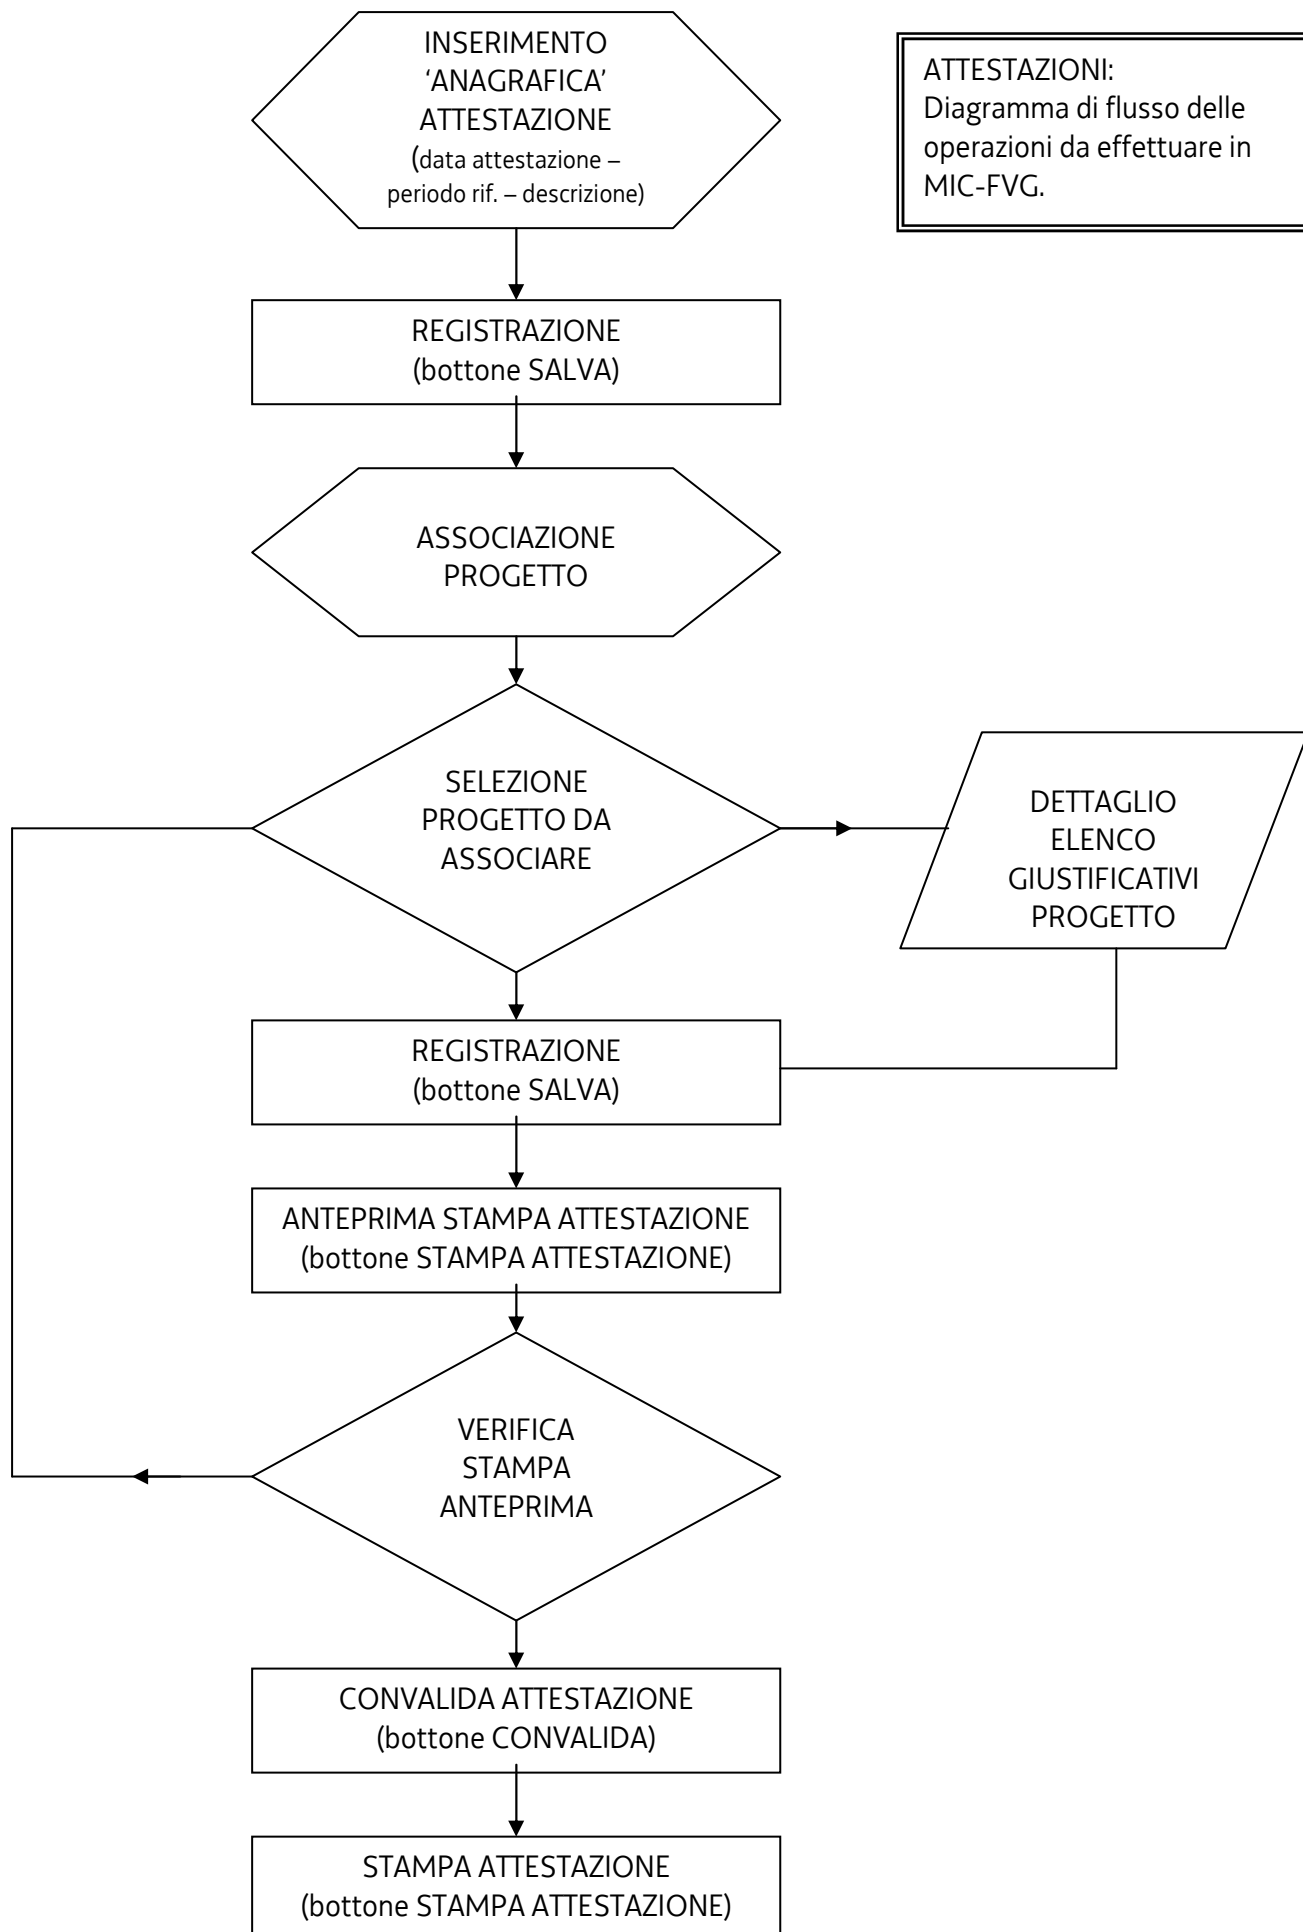 INSERIMENTO
‘ANAGRAFICA’
ATTESTAZIONE
(data attestazione –
periodo rif. – descrizione)
ATTESTAZIONI:
Diagramma di flusso delle
operazioni da effettuare in
MIC-FVG.
REGISTRAZIONE
(bottone SALVA)
ASSOCIAZIONE
PROGETTO
SELEZIONE
PROGETTO DA
ASSOCIARE
DETTAGLIO
ELENCO
GIUSTIFICATIVI
PROGETTO
REGISTRAZIONE
(bottone SALVA)
ANTEPRIMA STAMPA ATTESTAZIONE
(bottone STAMPA ATTESTAZIONE)
VERIFICA
STAMPA
ANTEPRIMA
CONVALIDA ATTESTAZIONE
(bottone CONVALIDA)
STAMPA ATTESTAZIONE
(bottone STAMPA ATTESTAZIONE)